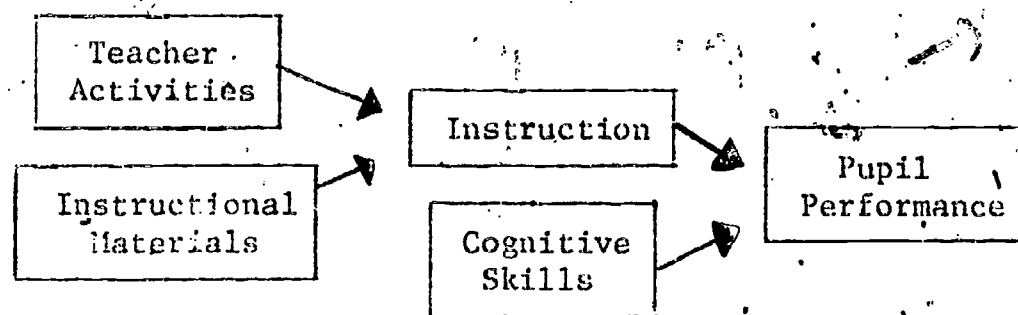 Teacher
Activities
Instructional
Materials
Instruction
Cognitive
Skills
Pupil
Performance